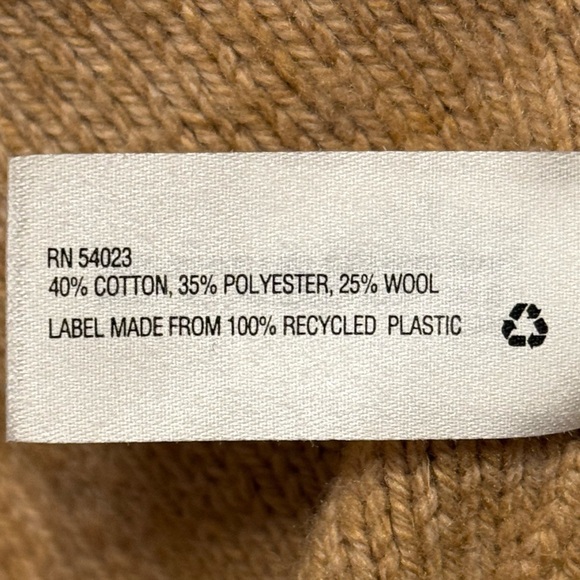 RN 54023
40% COTTON, 35% POLYESTER, 25% WOOL
LABEL MADE FROM 100% RECYCLED PLASTIC